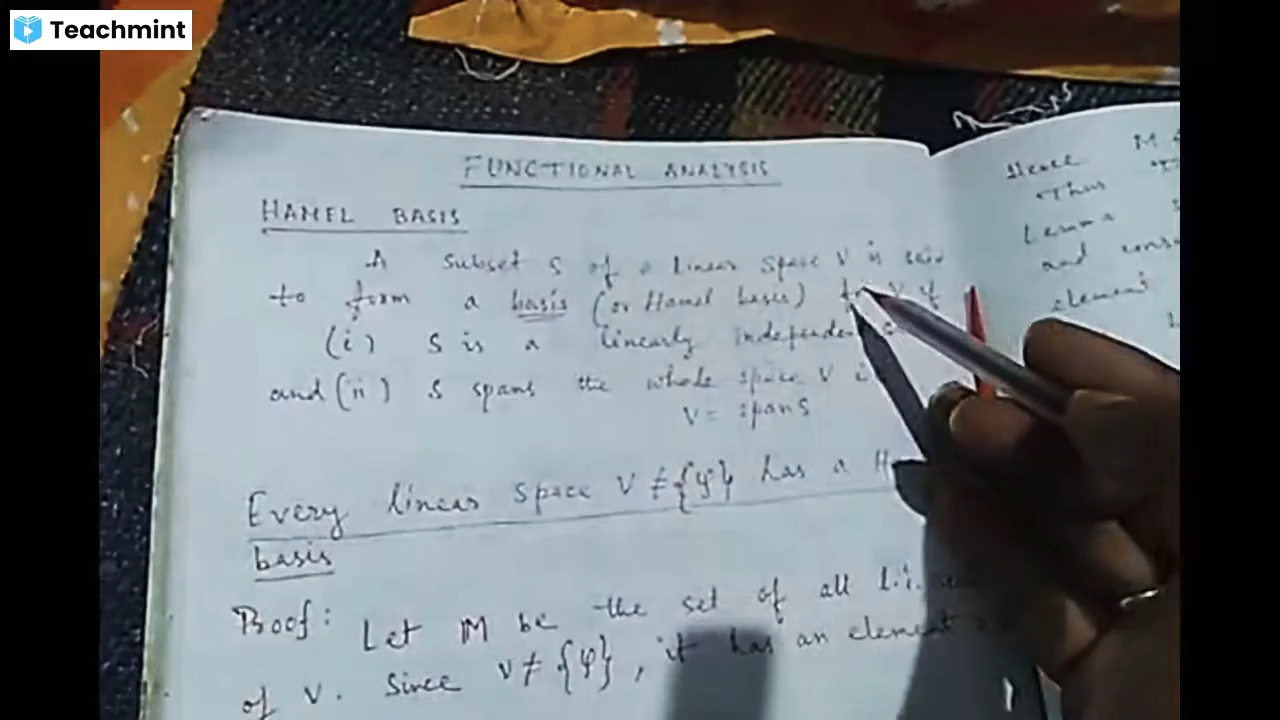 Teachmint
FUNCTIONAL ANALYSIS
HAMEL BASIS
A subset S of a linear space V is said
to form a basis (or Hamel basis) for V if
(i) S is a linearly independent
and (ii) S spans the whole space V i
V = span S
Every linear space V ≠ {φ} has a H
basis
Proof: Let M be the set of all l.i.
of V. Since V ≠ {φ}, it has an element
Hence M
Thus
Lemma
and
element